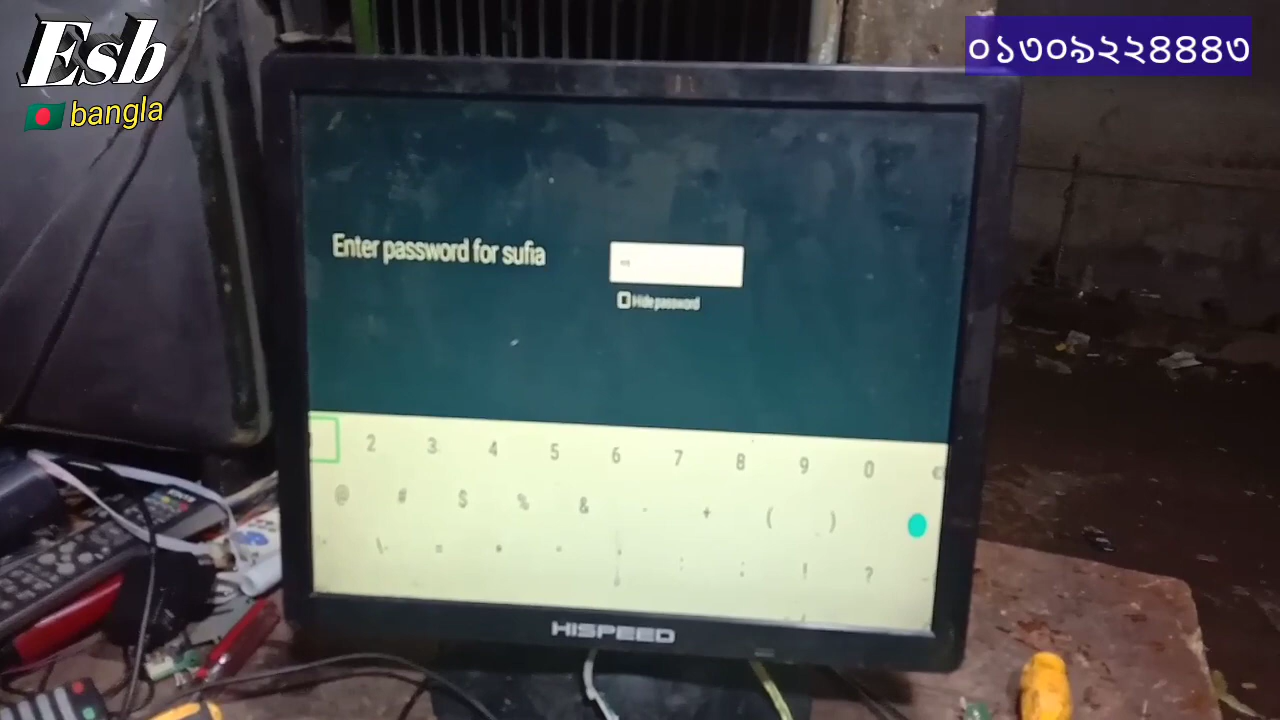 Esb
🇧🇩 bangla
০১৩০৯২২৪৪৪৩
Enter password for sufia
Hide password
2 3 4 5 6 7 8 9 0
@ # $ % & - + ( )
\ = ! ?
HISPEED